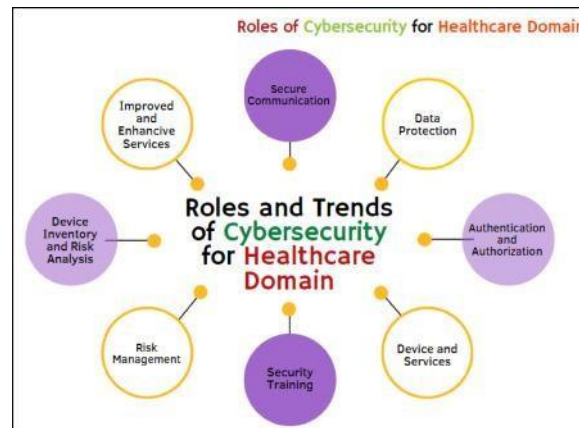 Roles of Cybersecurity for Healthcare Domain
Secure
Communication
Improved
and
Enhancive
Services
Data
Protection
Device
Inventory
and Risk
Analysis
Roles and Trends
of Cybersecurity
for Healthcare
Domain
Authentication
and
Authorization
Risk
Management
Security
Training
Device and
Services